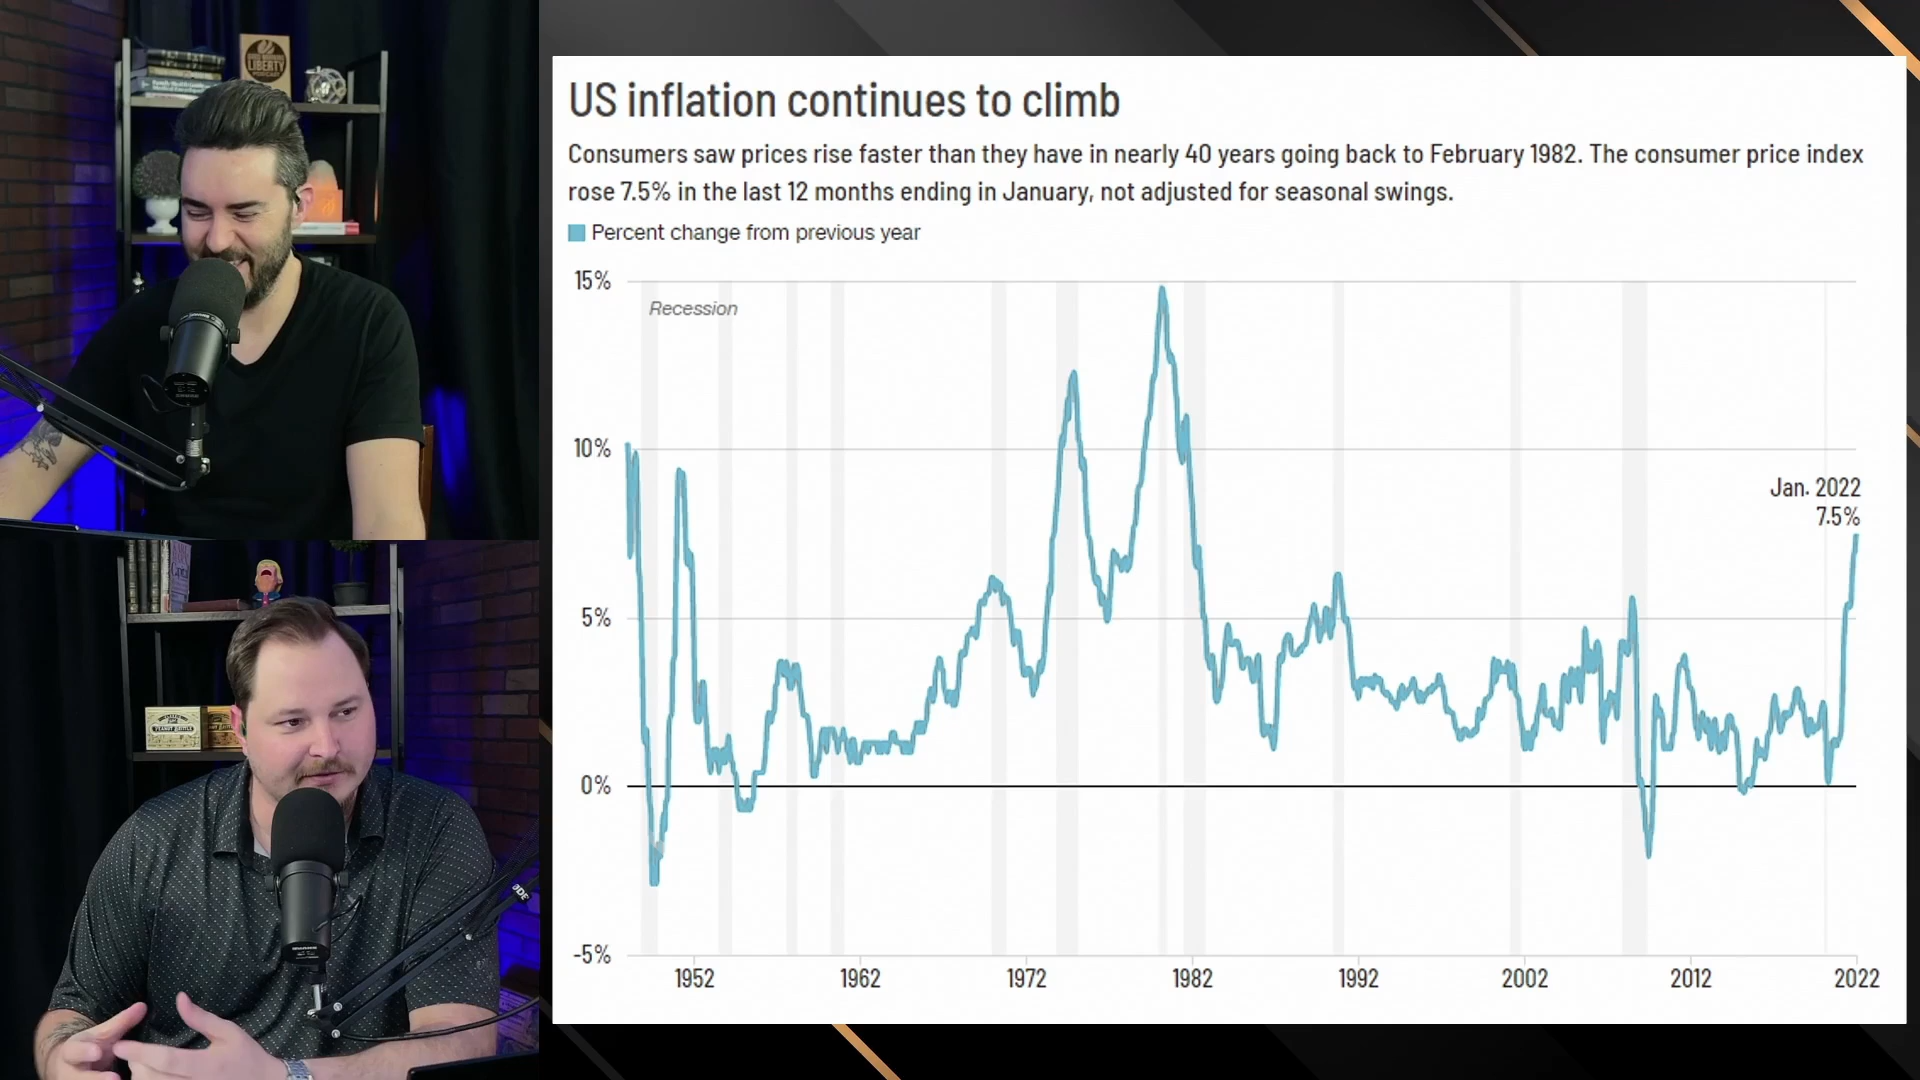 LIBERTY
US inflation continues to climb
Consumers saw prices rise faster than they have in nearly 40 years going back to February 1982. The consumer price index
rose 7.5% in the last 12 months ending in January, not adjusted for seasonal swings.
Percent change from previous year
15%
Recession
10%
Jan. 2022
7.5%
5%
0%
-5%
1952
1962
1972
1982
1992
2002
2012
2022
PEANUT BRITTLE